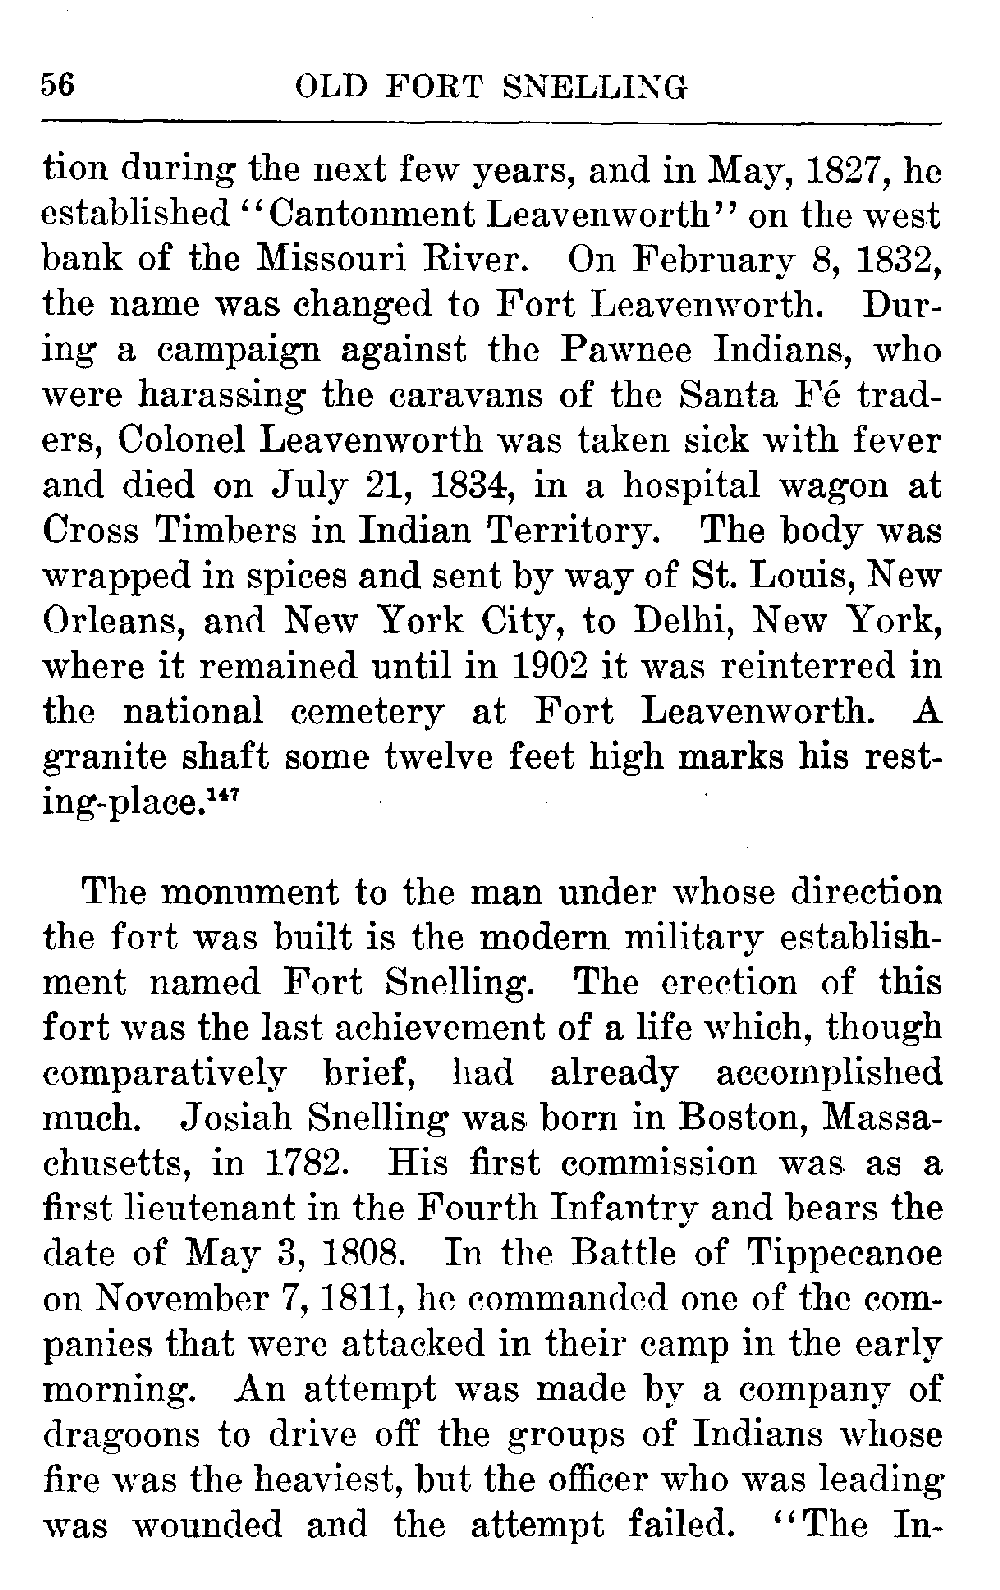 56 OLD FORT SNELLING
tion during the next few years, and in May, 1827, he
established "Cantonment Leavenworth" on the west
bank of the Missouri River. On February 8, 1832,
the name was changed to Fort Leavenworth. Dur-
ing a campaign against the Pawnee Indians, who
were harassing the caravans of the Santa Fé trad-
ers, Colonel Leavenworth was taken sick with fever
and died on July 21, 1834, in a hospital wagon at
Cross Timbers in Indian Territory. The body was
wrapped in spices and sent by way of St. Louis, New
Orleans, and New York City, to Delhi, New York,
where it remained until in 1902 it was reinterred in
the national cemetery at Fort Leavenworth. A
granite shaft some twelve feet high marks his rest-
ing-place.¹⁴⁷
The monument to the man under whose direction
the fort was built is the modern military establish-
ment named Fort Snelling. The erection of this
fort was the last achievement of a life which, though
comparatively brief, had already accomplished
much. Josiah Snelling was born in Boston, Massa-
chusetts, in 1782. His first commission was as a
first lieutenant in the Fourth Infantry and bears the
date of May 3, 1808. In the Battle of Tippecanoe
on November 7, 1811, he commanded one of the com-
panies that were attacked in their camp in the early
morning. An attempt was made by a company of
dragoons to drive off the groups of Indians whose
fire was the heaviest, but the officer who was leading
was wounded and the attempt failed. "The In-